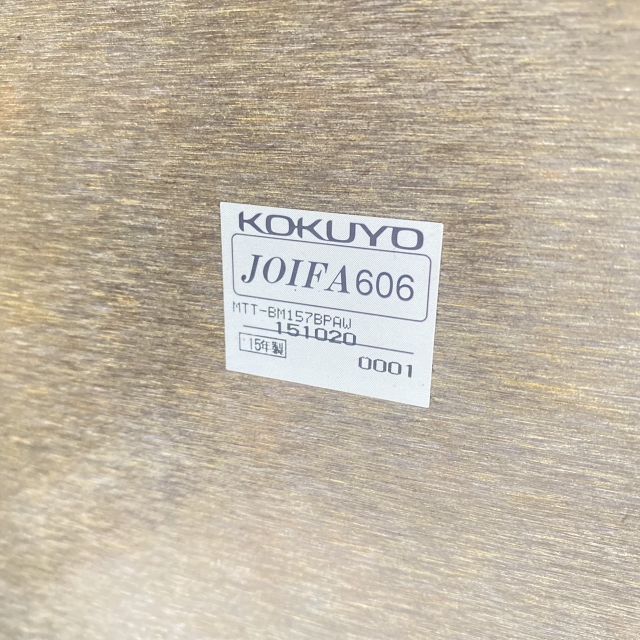 KOKUYO
JOIFA606
MTT-BM157BPAW
151020
'15年製
0001